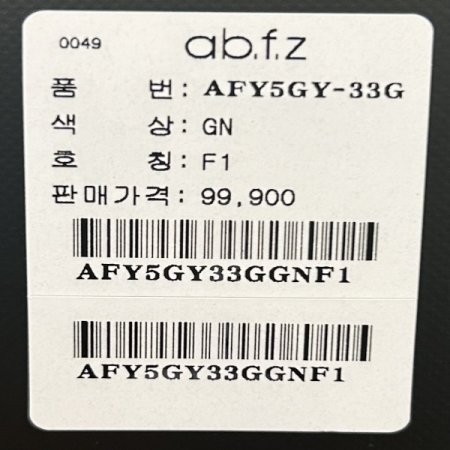 0049 ab.f.z
품 번 : AFY5GY-33G
색 상 : GN
호 칭 : F1
판매가격 : 99,900
AFY5GY33GGNF1
AFY5GY33GGNF1